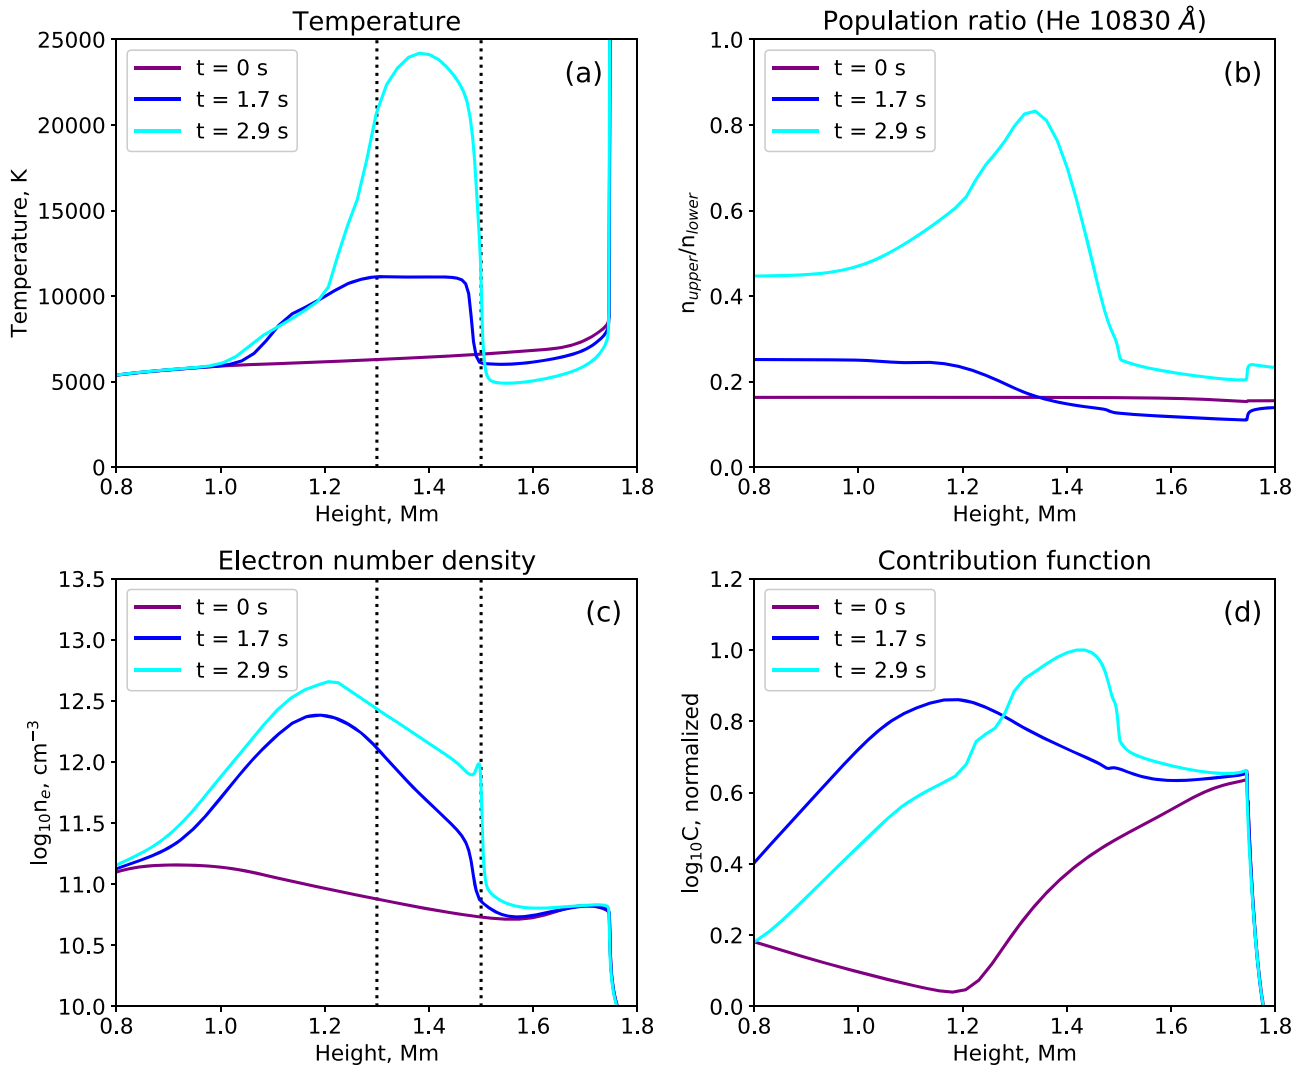 Temperature
25000
20000
15000
10000
5000
0
Temperature, K
t = 0 s
t = 1.7 s
t = 2.9 s
(a)
0.8 1.0 1.2 1.4 1.6 1.8
Height, Mm
Population ratio (He 10830 Å)
1.0
0.8
0.6
0.4
0.2
0.0
n_upper/n_lower
t = 0 s
t = 1.7 s
t = 2.9 s
(b)
0.8 1.0 1.2 1.4 1.6 1.8
Height, Mm
Electron number density
13.5
13.0
12.5
12.0
11.5
11.0
10.5
10.0
log₁₀nₑ, cm⁻³
t = 0 s
t = 1.7 s
t = 2.9 s
(c)
0.8 1.0 1.2 1.4 1.6 1.8
Height, Mm
Contribution function
1.2
1.0
0.8
0.6
0.4
0.2
0.0
log₁₀C, normalized
t = 0 s
t = 1.7 s
t = 2.9 s
(d)
0.8 1.0 1.2 1.4 1.6 1.8
Height, Mm